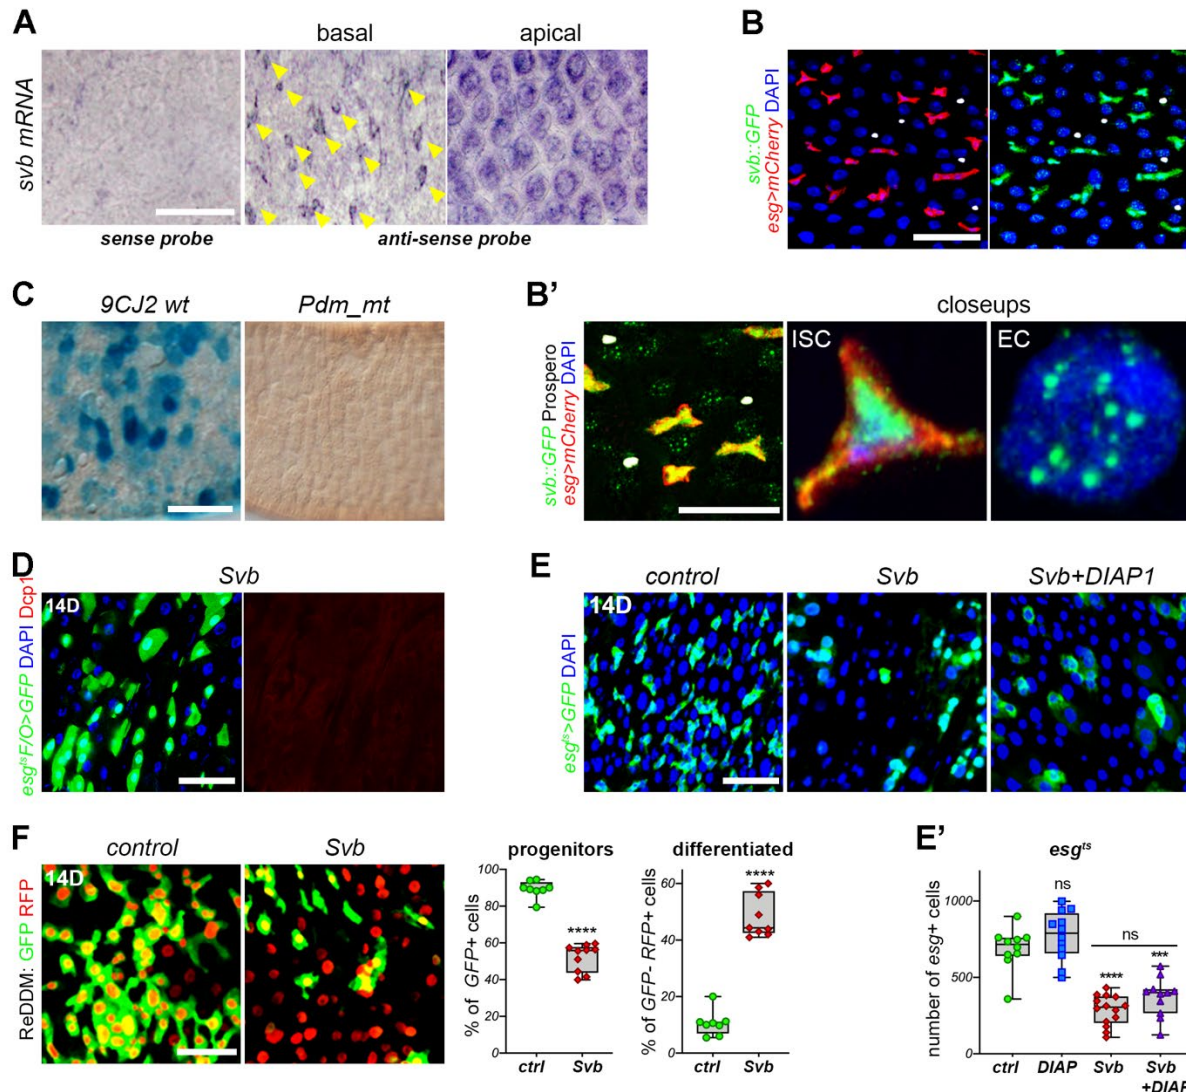 A
basal
apical
svb mRNA
sense probe
anti-sense probe
B
svb::GFP
esg>mCherry DAPI
C
9CJ2 wt
Pdm_mt
B'
closeups
svb::GFP Prospero
esg>mCherry DAPI
ISC
EC
D
Svb
esgtsF/O>GFP DAPI Dcp1
14D
E
control
Svb
Svb+DIAP1
esgts>GFP DAPI
14D
F
control
Svb
ReDDM: GFP RFP
14D
progenitors
% of GFP+ cells
100
80
60
40
20
0
****
ctrl
Svb
differentiated
% of GFP- RFP+ cells
60
40
20
0
****
ctrl
Svb
E'
esgts
number of esg+ cells
1000
500
0
ns
ns
****
***
ctrl
DIAP
Svb
Svb
+DIAP